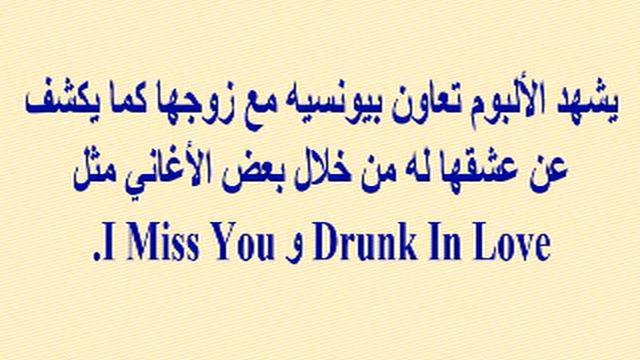 يشهد الألبوم تعاون بيونسيه مع زوجها كما يكشف
عن عشقها له من خلال بعض الأغاني مثل
Drunk In Love و I Miss You.